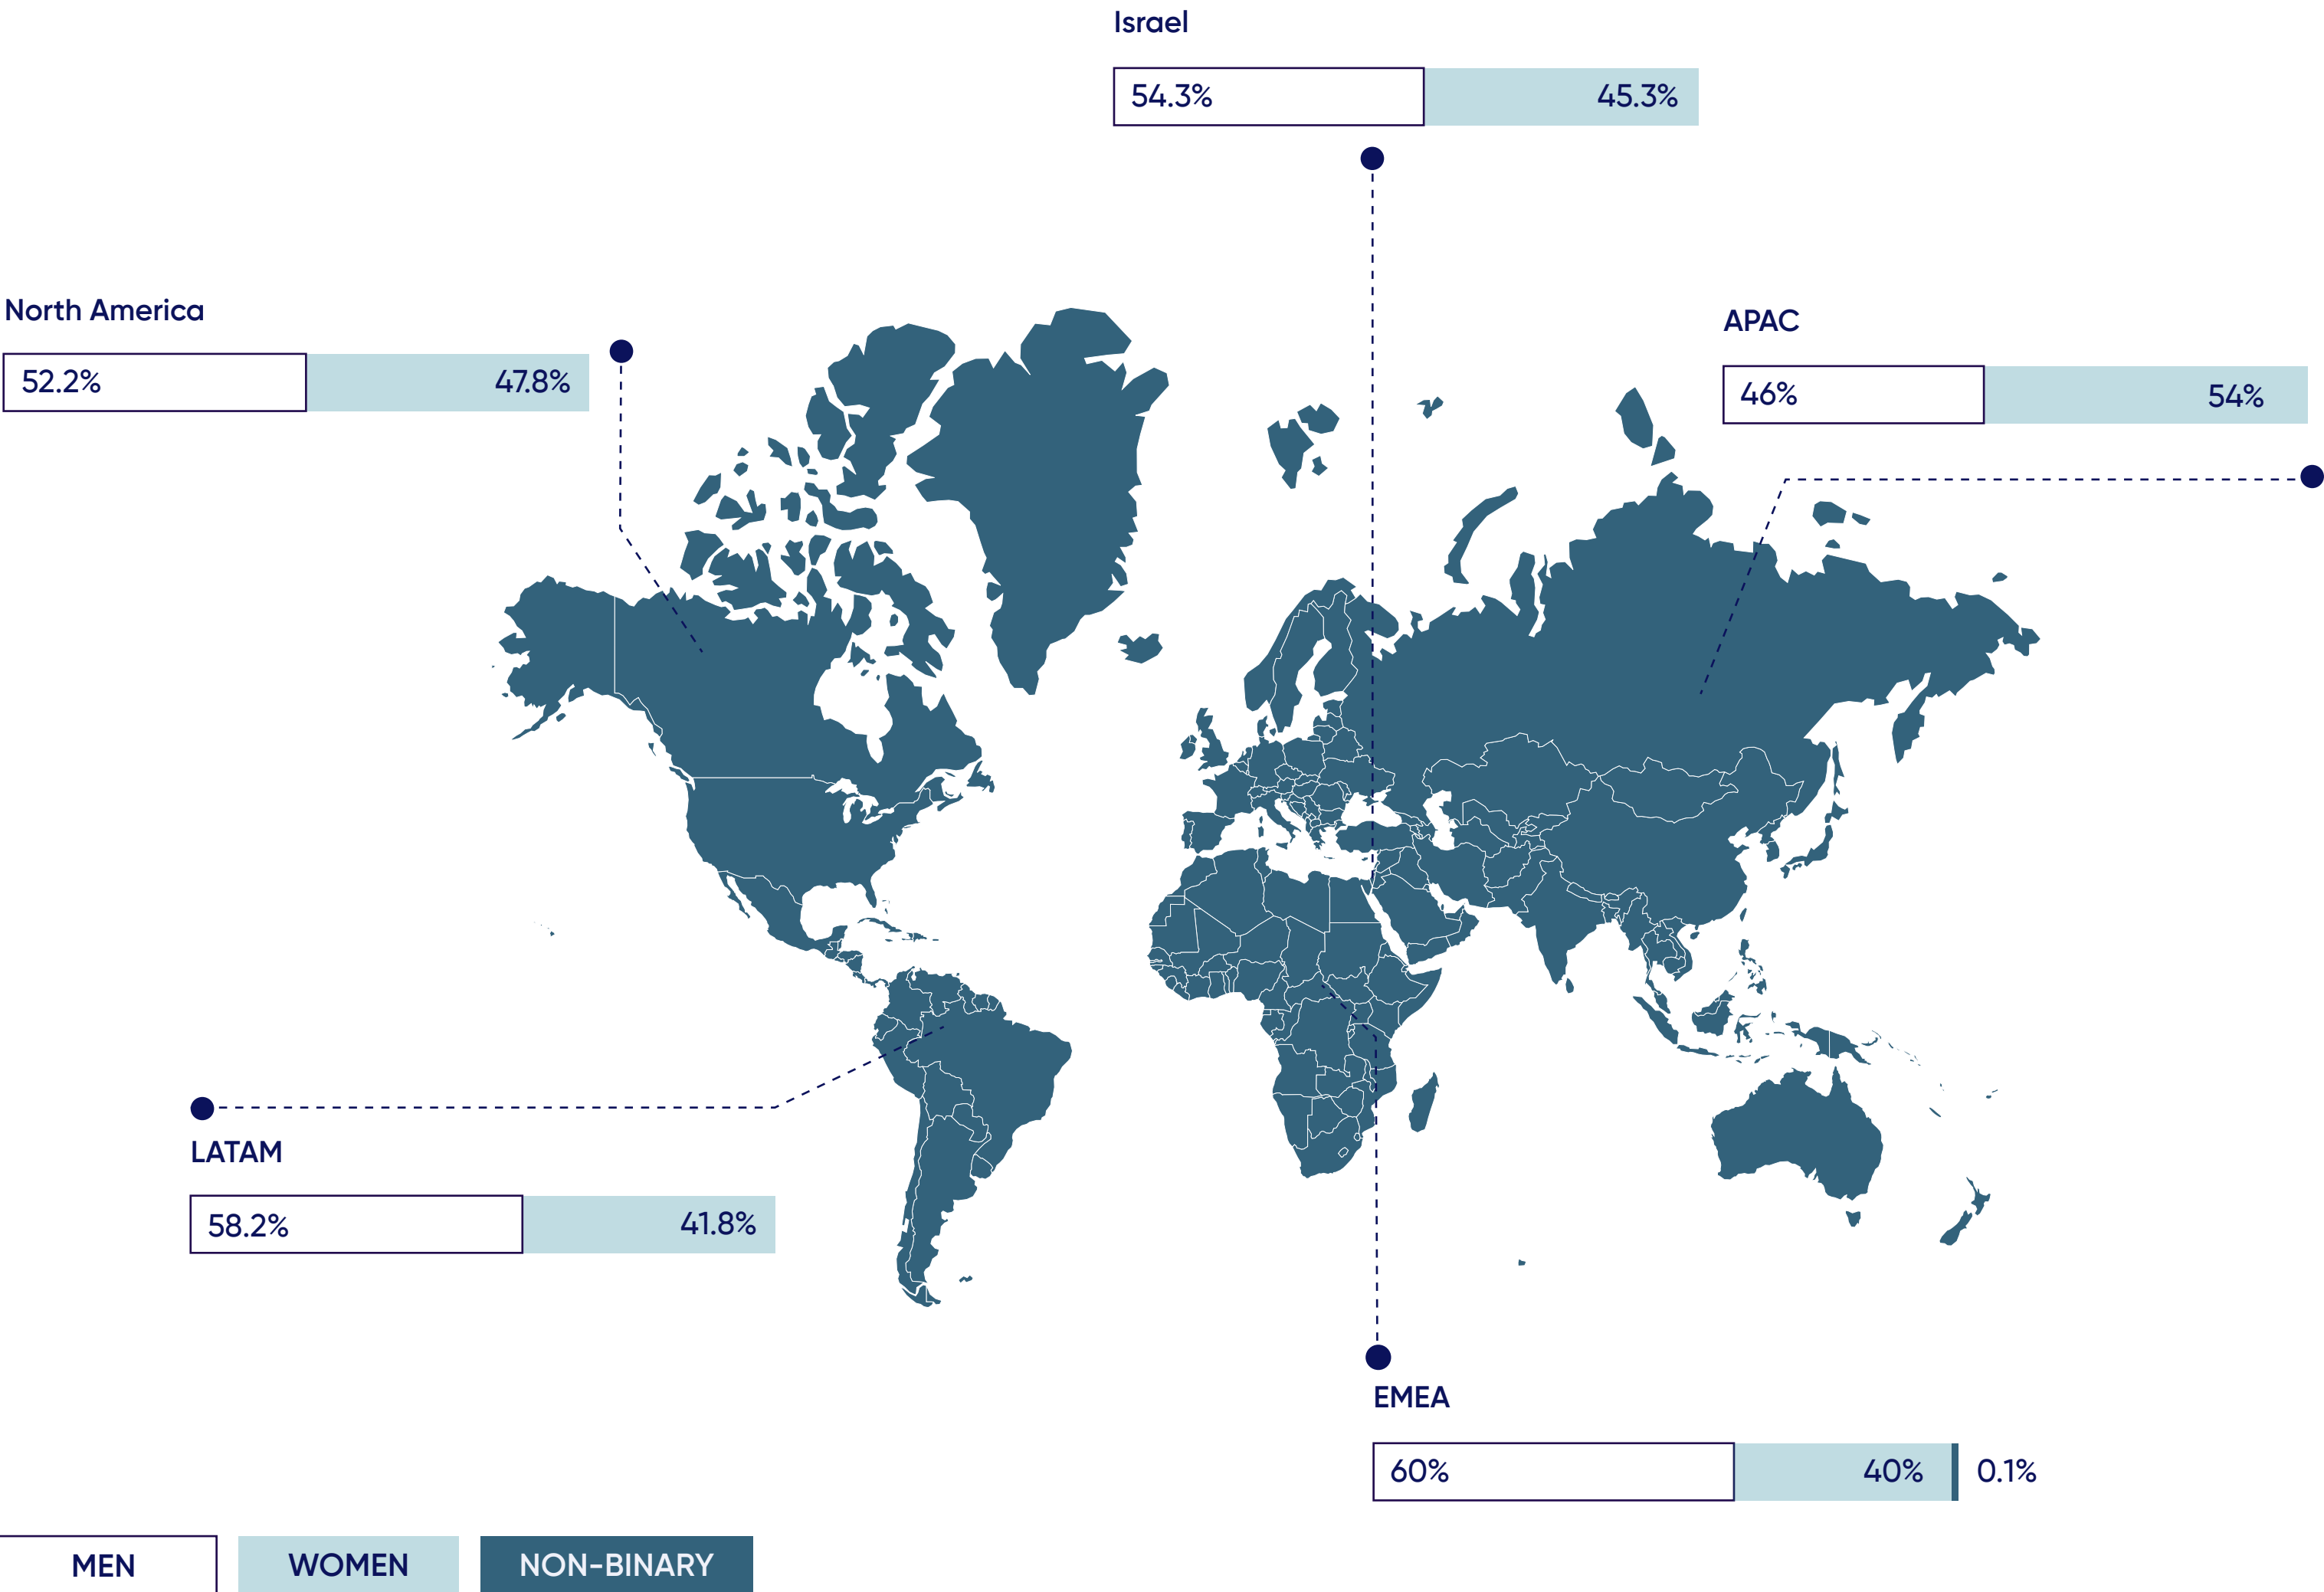 Israel
54.3% 45.3%
North America
52.2% 47.8%
APAC
46% 54%
LATAM
58.2% 41.8%
EMEA
60% 40% 0.1%
MEN WOMEN NON-BINARY